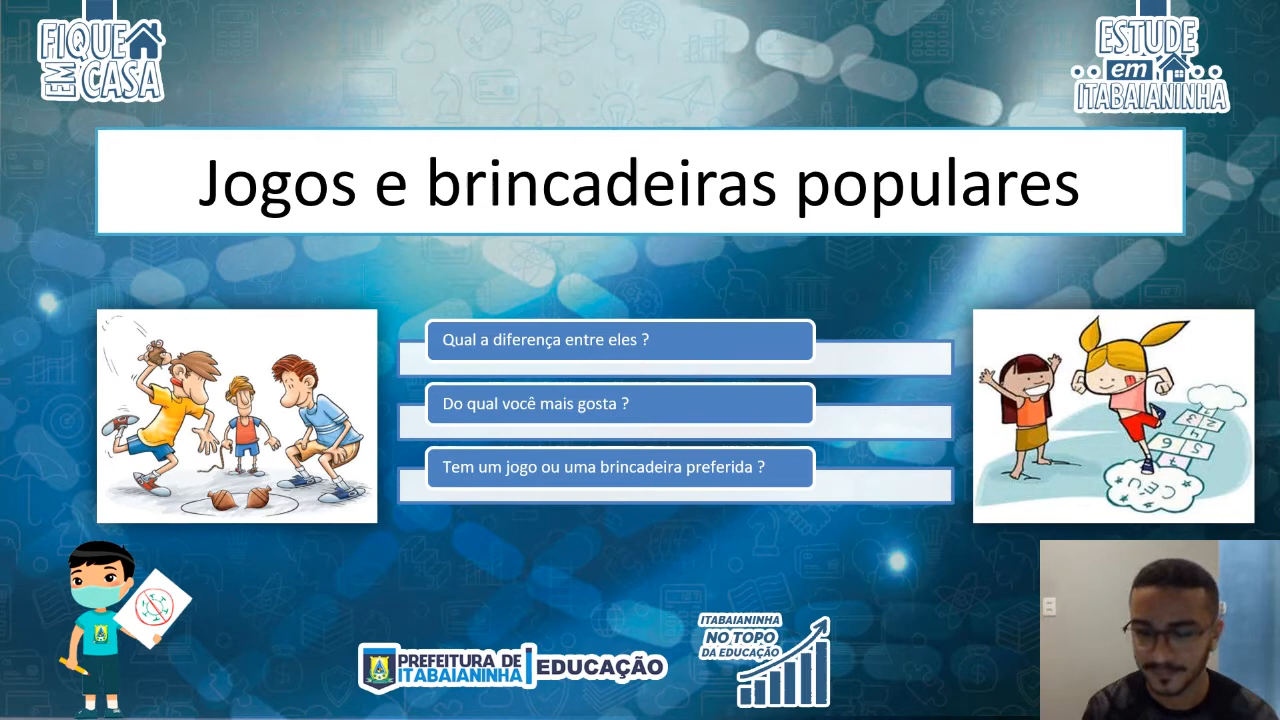 FIQUE
EM
CASA
ESTUDE
em
ITABAIANINHA
Jogos e brincadeiras populares
Qual a diferença entre eles ?
Do qual você mais gosta ?
Tem um jogo ou uma brincadeira preferida ?
CÉU
ITABAIANINHA
NO TOPO
DA EDUCAÇÃO
PREFEITURA DE
ITABAIANINHA
EDUCAÇÃO